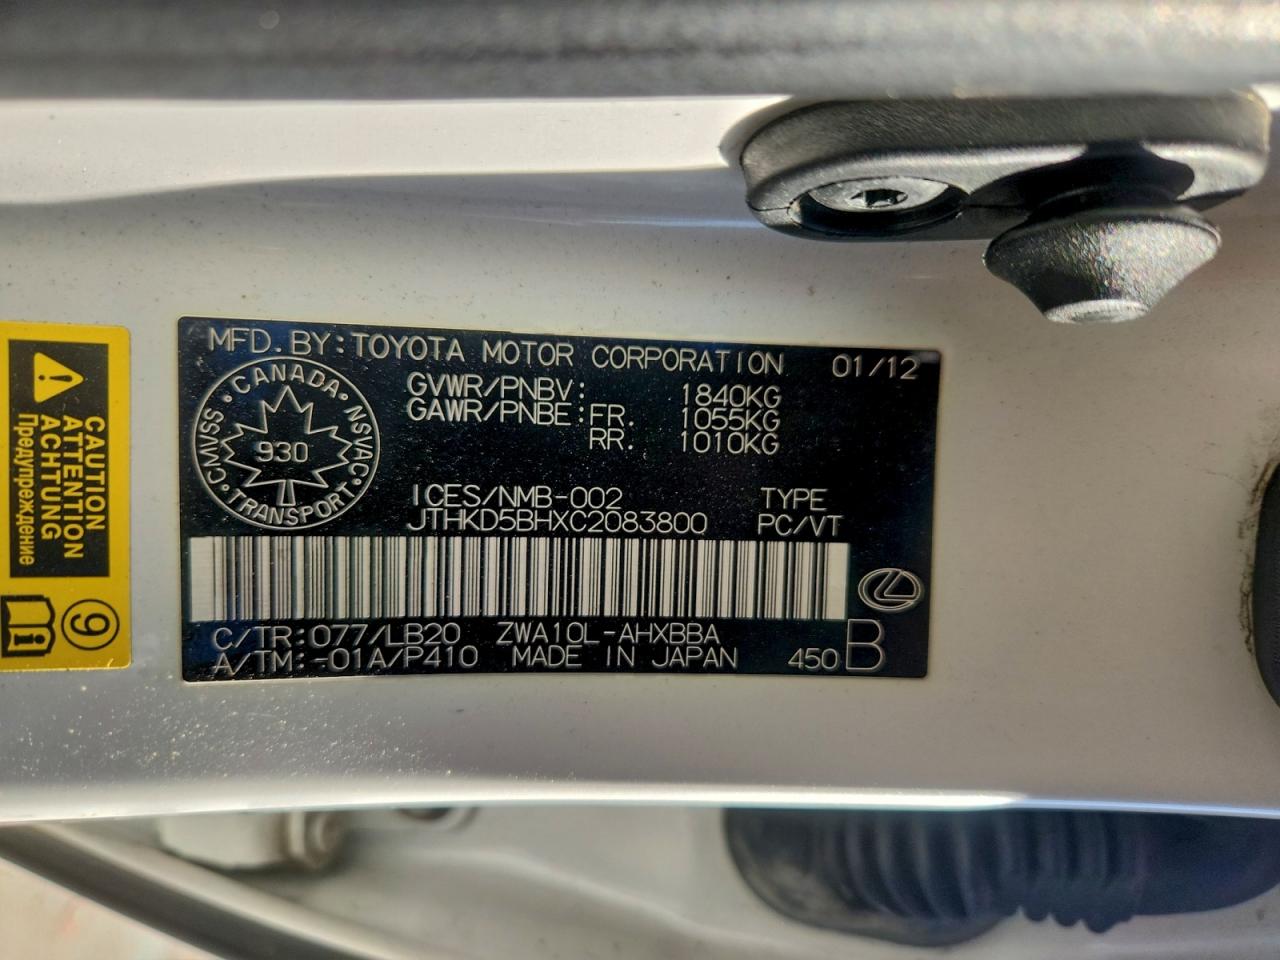 MFD. BY: TOYOTA MOTOR CORPORATION 01/12
GVWR/PNBV: 1840KG
GAWR/PNBE: FR. 1055KG
RR. 1010KG
CANADA
CMVSS NSVAC
930
TRANSPORT
ICES/NMB-002 TYPE
JTHKD5BHXC2083800 PC/VT
C/TR: 077/LB20 ZWA10L-AHXBBA
A/TM: -01A/P410 MADE IN JAPAN 450 B
CAUTION
ATTENTION
ACHTUNG
Предупреждение
9